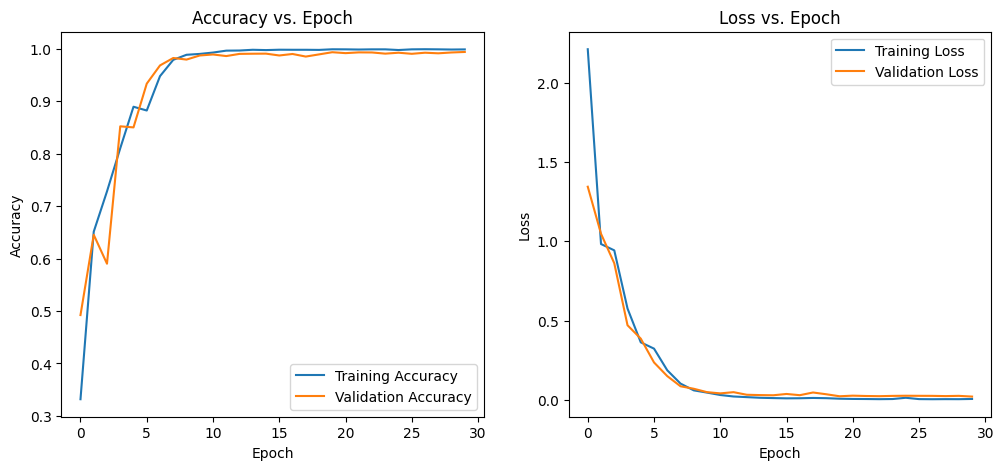 Accuracy vs. Epoch
1.0
0.9
0.8
0.7
0.6
0.5
0.4
0.3
Accuracy
0 5 10 15 20 25 30
Epoch
Training Accuracy
Validation Accuracy
Loss vs. Epoch
2.0
1.5
1.0
0.5
0.0
Loss
0 5 10 15 20 25 30
Epoch
Training Loss
Validation Loss